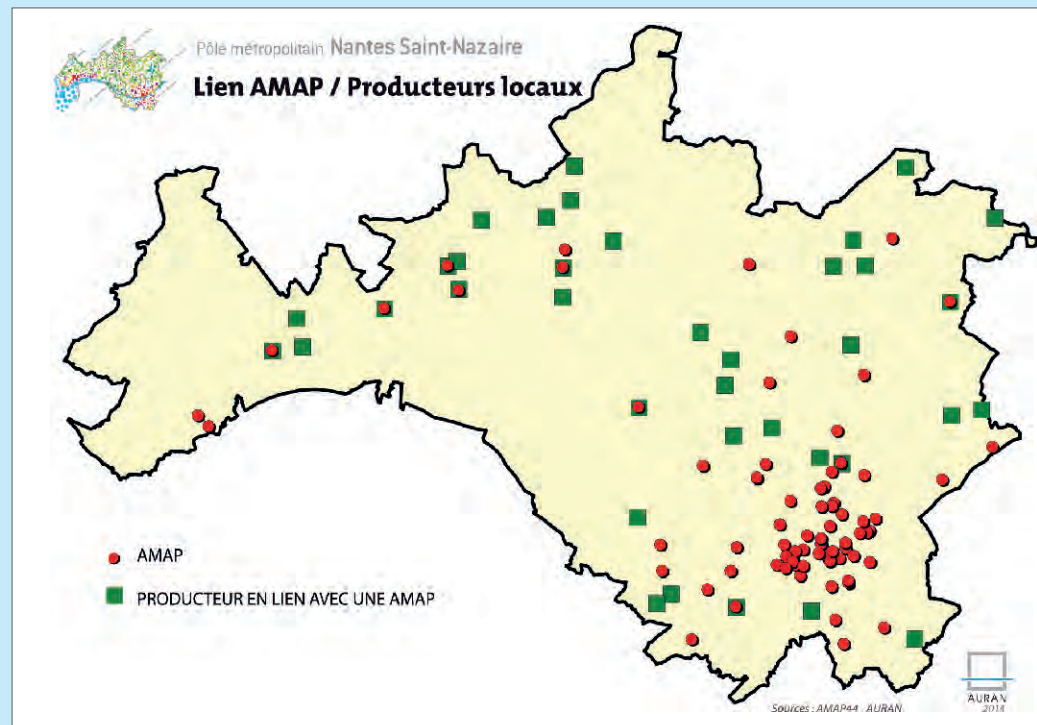 Pôle métropolitain Nantes Saint-Nazaire
Lien AMAP / Producteurs locaux
AMAP
PRODUCTEUR EN LIEN AVEC UNE AMAP
AURAN
Sources : AMAP44 . AURAN.